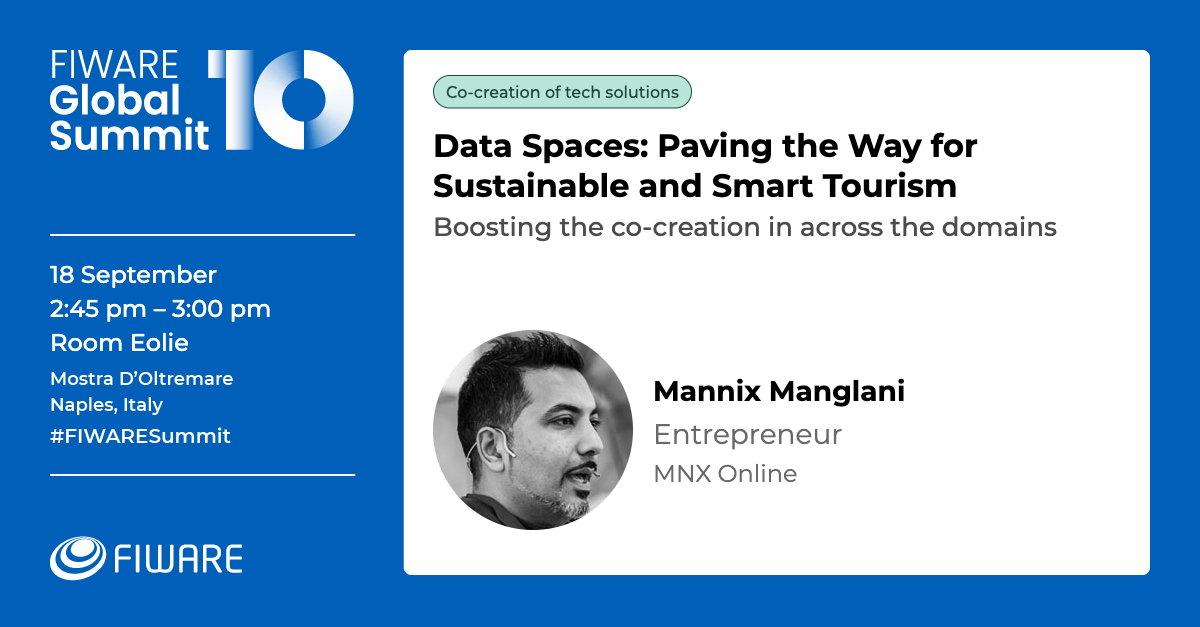 FIWARE
Global
Summit
10
18 September
2:45 pm – 3:00 pm
Room Eolie
Mostra D’Oltremare
Naples, Italy
#FIWARESummit
FIWARE
Co-creation of tech solutions
Data Spaces: Paving the Way for
Sustainable and Smart Tourism
Boosting the co-creation in across the domains
Mannix Manglani
Entrepreneur
MNX Online